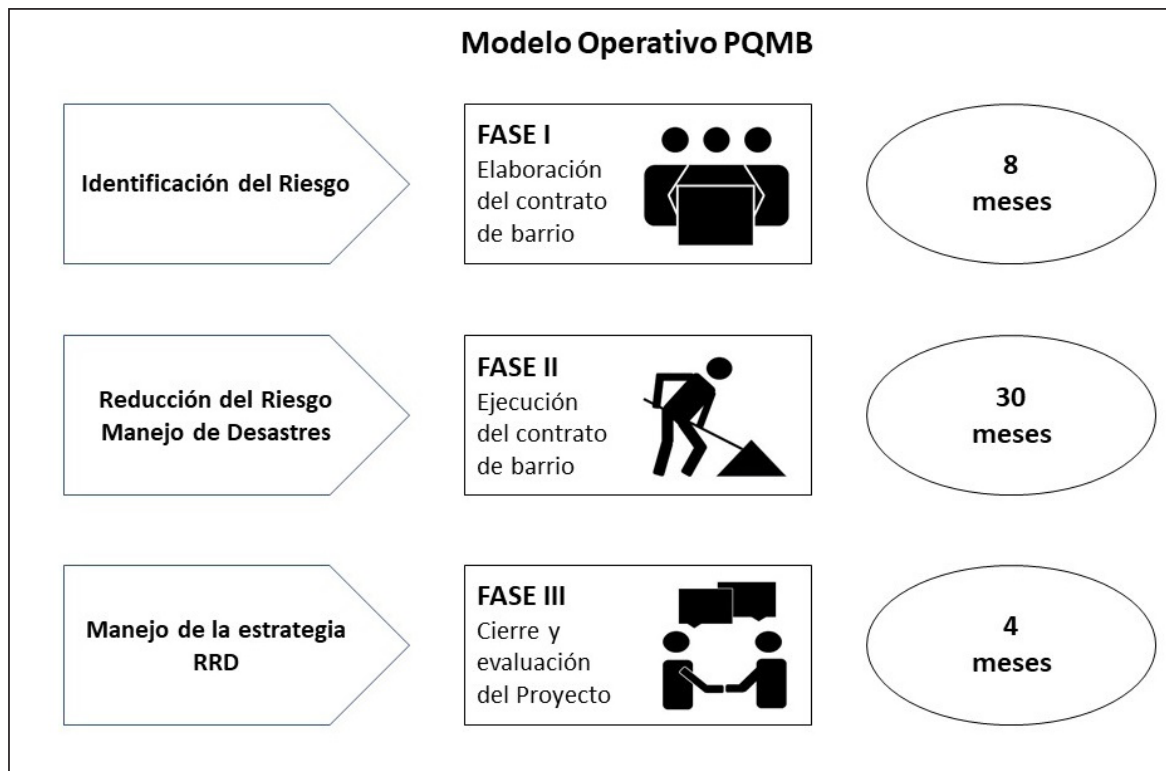 Modelo Operativo PQMB
Identificación del Riesgo
FASE I
Elaboración
del contrato
de barrio
8
meses
Reducción del Riesgo
Manejo de Desastres
FASE II
Ejecución
del contrato
de barrio
30
meses
Manejo de la estrategia
RRD
FASE III
Cierre y
evaluación
del Proyecto
4
meses